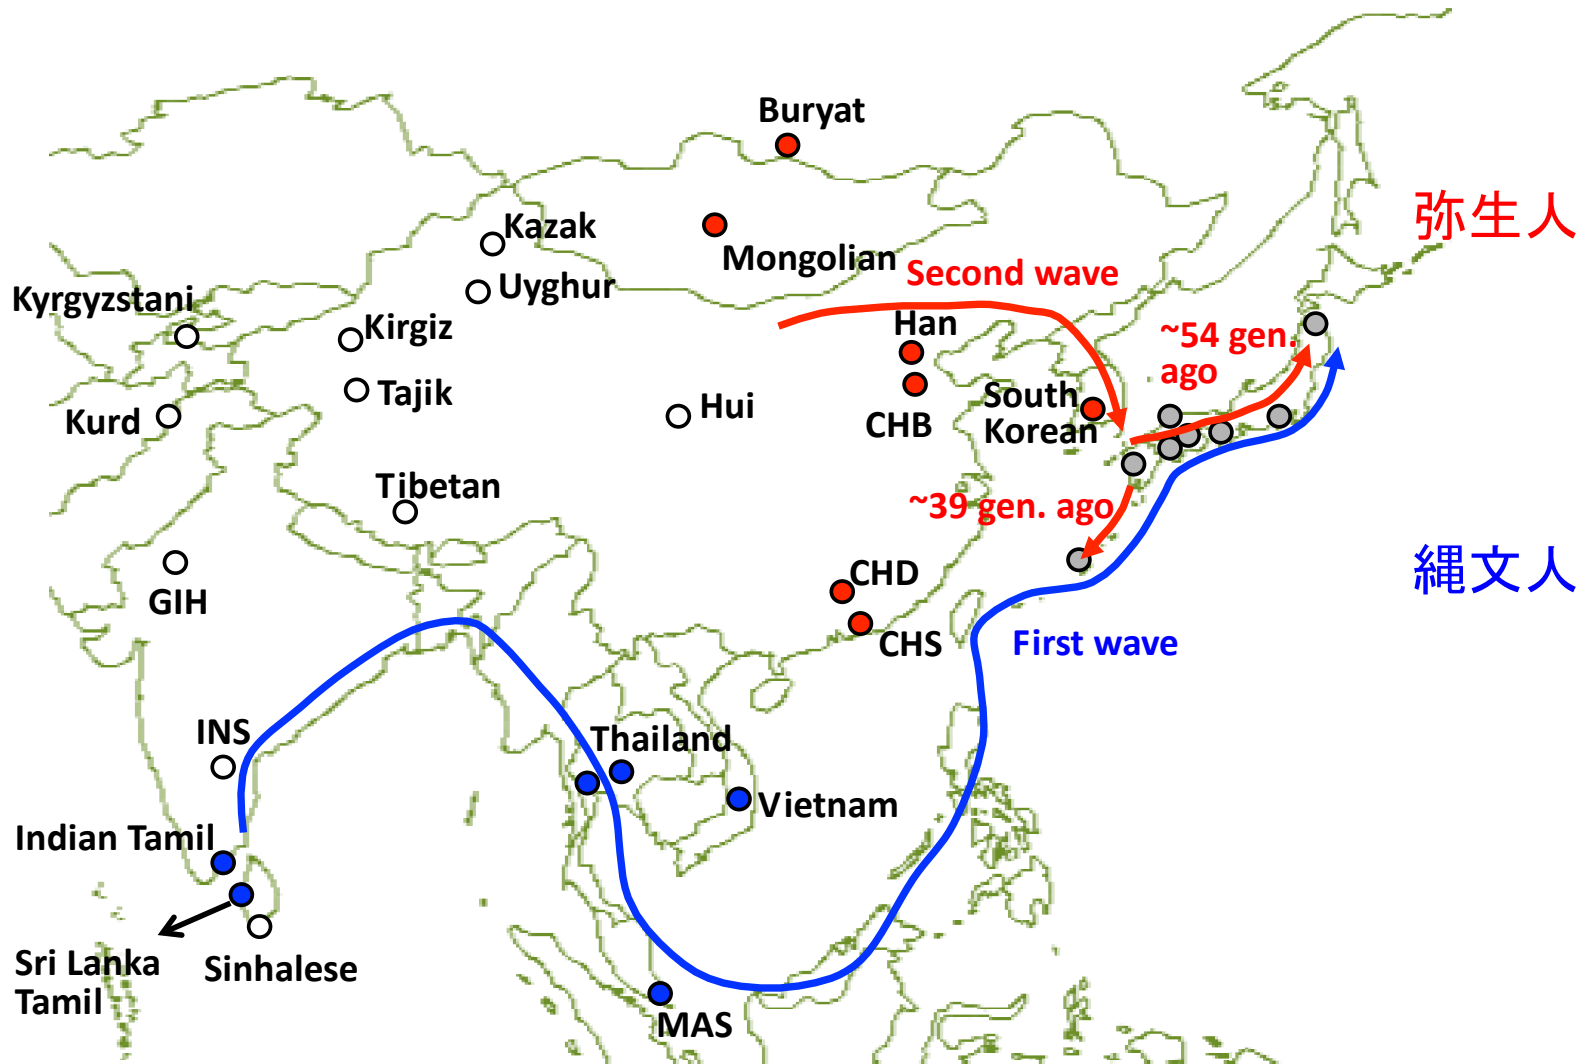 Buryat
弥生人
Kazak
Mongolian
Second wave
Uyghur
Kyrgyzstani
Kirgiz
Han
~54 gen.
ago
Tajik
South
Korean
Kurd
Hui
CHB
Tibetan
~39 gen. ago
縄文人
CHD
GIH
CHS
First wave
INS
Thailand
Vietnam
Indian Tamil
Sri Lanka
Tamil
Sinhalese
MAS